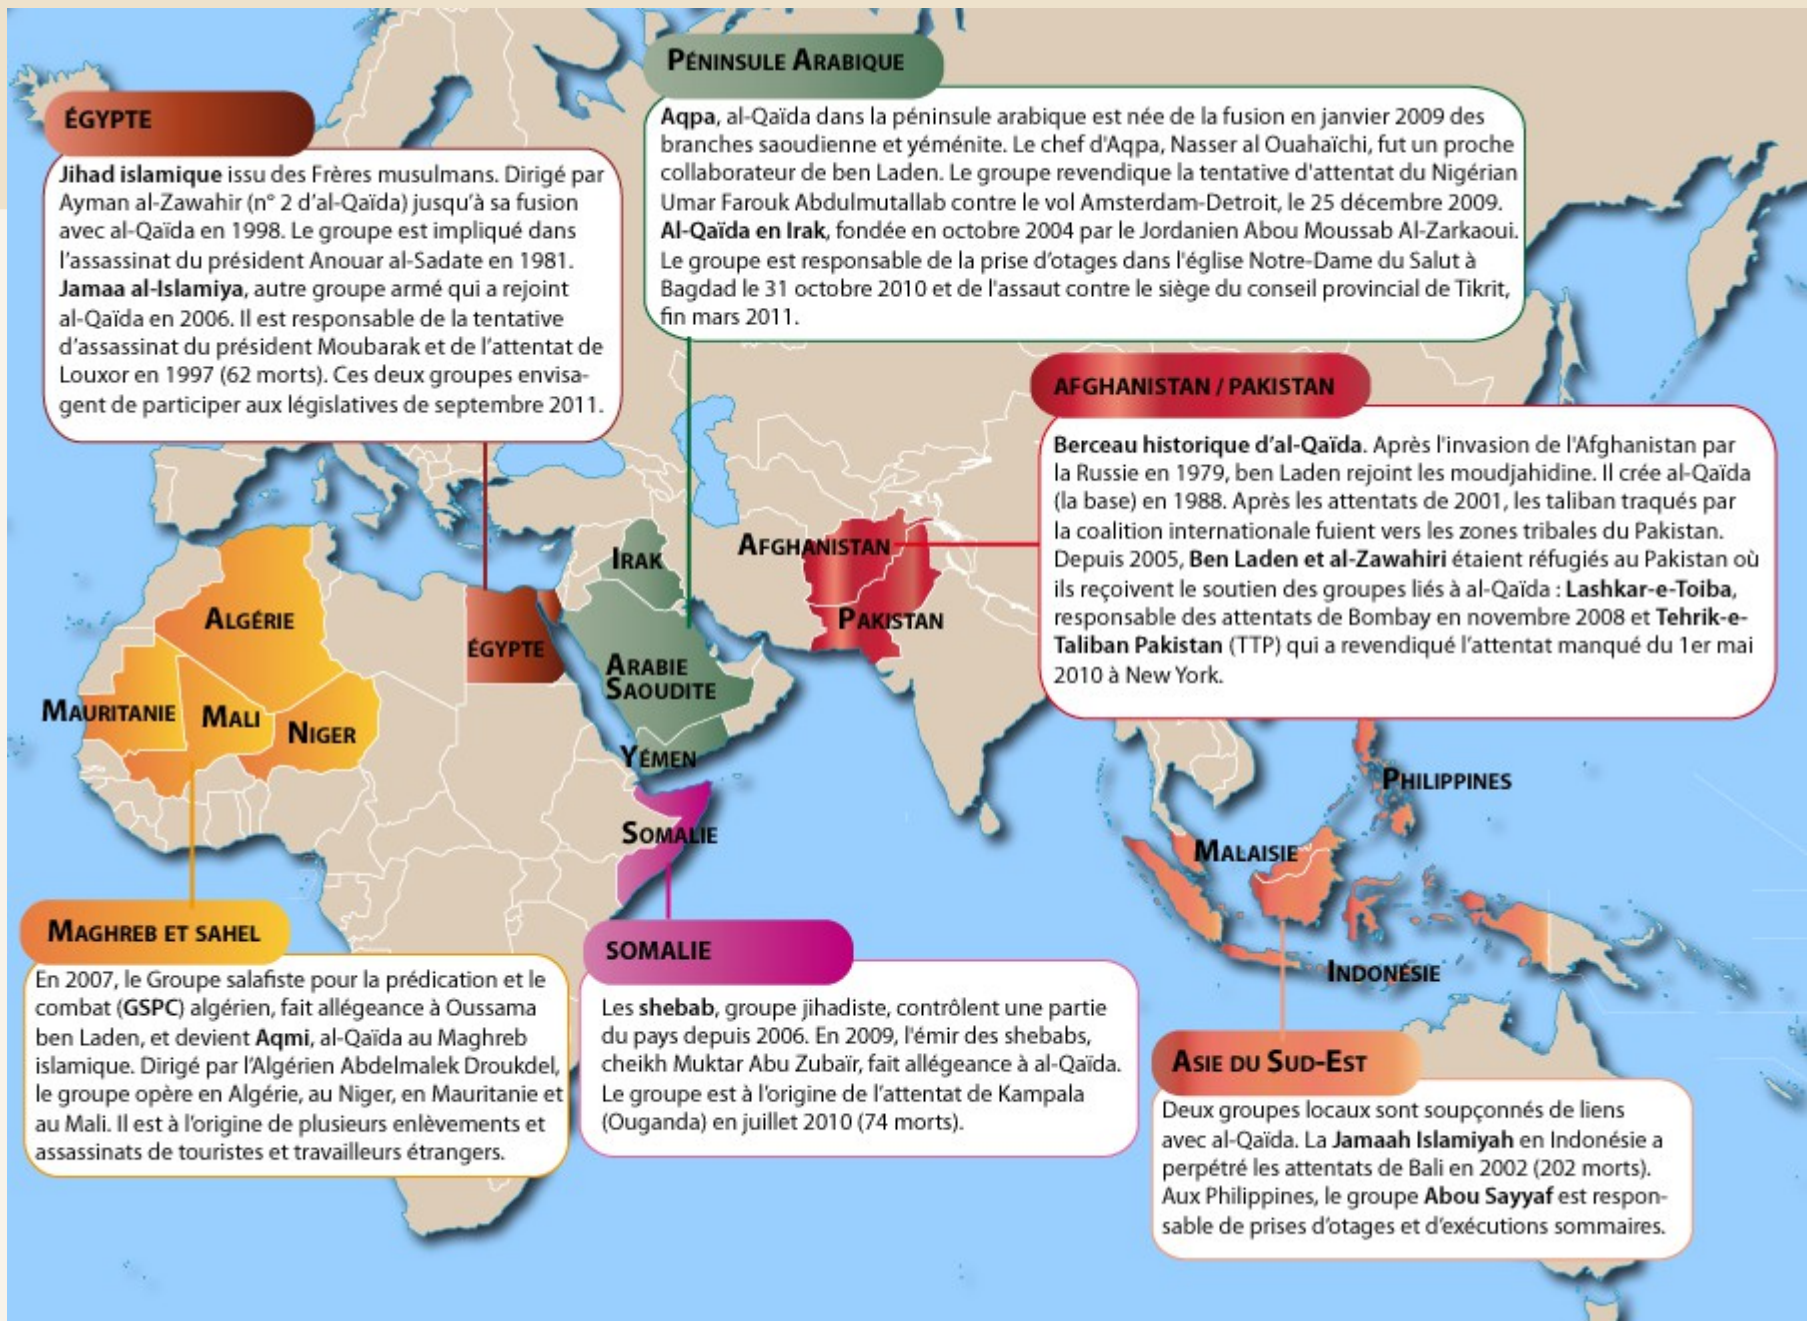 ÉGYPTE
Jihad islamique issu des Frères musulmans. Dirigé par
Ayman al-Zawahir (n° 2 d'al-Qaïda) jusqu'à sa fusion
avec al-Qaïda en 1998. Le groupe est impliqué dans
l'assassinat du président Anouar al-Sadate en 1981.
Jamaa al-Islamiya, autre groupe armé qui a rejoint
al-Qaïda en 2006. Il est responsable de la tentative
d'assassinat du président Moubarak et de l'attentat de
Louxor en 1997 (62 morts). Ces deux groupes envisa-
gent de participer aux législatives de septembre 2011.
PÉNINSULE ARABIQUE
Aqpa, al-Qaïda dans la péninsule arabique est née de la fusion en janvier 2009 des
branches saoudienne et yéménite. Le chef d'Aqpa, Nasser al Ouahaïchi, fut un proche
collaborateur de ben Laden. Le groupe revendique la tentative d'attentat du Nigérian
Umar Farouk Abdulmutallab contre le vol Amsterdam-Detroit, le 25 décembre 2009.
Al-Qaïda en Irak, fondée en octobre 2004 par le Jordanien Abou Moussab Al-Zarkaoui.
Le groupe est responsable de la prise d'otages dans l'église Notre-Dame du Salut à
Bagdad le 31 octobre 2010 et de l'assaut contre le siège du conseil provincial de Tikrit,
fin mars 2011.
AFGHANISTAN / PAKISTAN
Berceau historique d'al-Qaïda. Après l'invasion de l'Afghanistan par
la Russie en 1979, ben Laden rejoint les moudjahidine. Il crée al-Qaïda
(la base) en 1988. Après les attentats de 2001, les taliban traqués par
la coalition internationale fuient vers les zones tribales du Pakistan.
Depuis 2005, Ben Laden et al-Zawahiri étaient réfugiés au Pakistan où
ils reçoivent le soutien des groupes liés à al-Qaïda : Lashkar-e-Toiba,
responsable des attentats de Bombay en novembre 2008 et Tehrik-e-
Taliban Pakistan (TTP) qui a revendiqué l'attentat manqué du 1er mai
2010 à New York.
IRAK
AFGHANISTAN
ALGÉRIE
PAKISTAN
ÉGYPTE
ARABIE
SAOUDITE
MAURITANIE
MALI
NIGER
YÉMEN
PHILIPPINES
SOMALIE
MALAISIE
INDONÉSIE
MAGHREB ET SAHEL
En 2007, le Groupe salafiste pour la prédication et le
combat (GSPC) algérien, fait allégeance à Oussama
ben Laden, et devient Aqmi, al-Qaïda au Maghreb
islamique. Dirigé par l'Algérien Abdelmalek Droukdel,
le groupe opère en Algérie, au Niger, en Mauritanie et
au Mali. Il est à l'origine de plusieurs enlèvements et
assassinats de touristes et travailleurs étrangers.
SOMALIE
Les shebab, groupe jihadiste, contrôlent une partie
du pays depuis 2006. En 2009, l'émir des shebabs,
cheikh Muktar Abu Zubaïr, fait allégeance à al-Qaïda.
Le groupe est à l'origine de l'attentat de Kampala
(Ouganda) en juillet 2010 (74 morts).
ASIE DU SUD-EST
Deux groupes locaux sont soupçonnés de liens
avec al-Qaïda. La Jamaah Islamiyah en Indonésie a
perpétré les attentats de Bali en 2002 (202 morts).
Aux Philippines, le groupe Abou Sayyaf est respon-
sable de prises d'otages et d'exécutions sommaires.